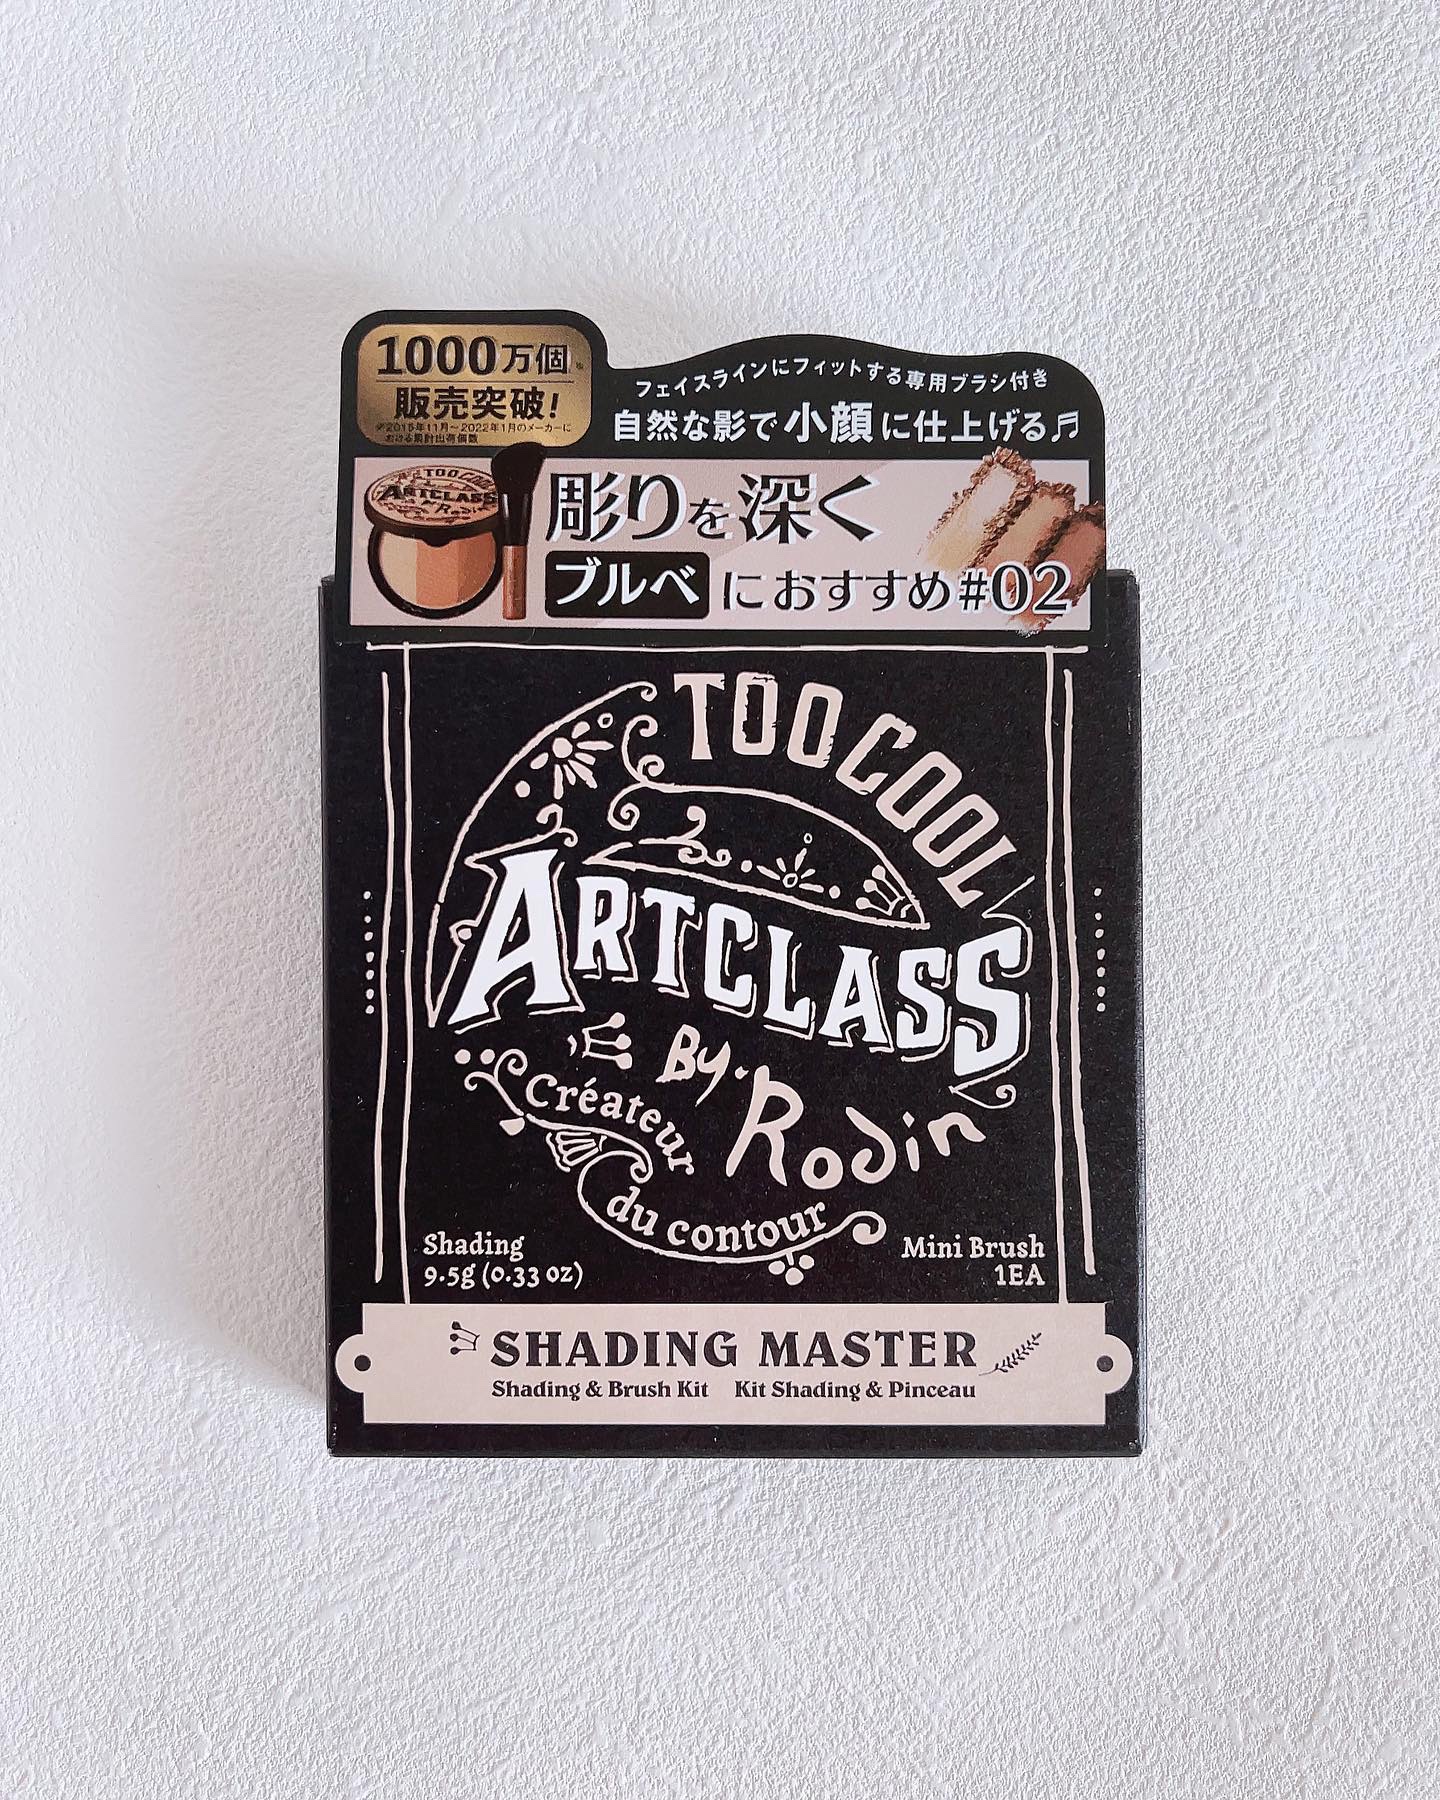 1000万個※
販売突破!
※2015年11月~2022年1月のメーカーに
おける累計出荷個数
フェイスラインにフィットする専用ブラシ付き
自然な影で小顔に仕上げる♬
TOO COOL
ARTCLASS
By Rodin
彫りを深く
ブルベにおすすめ#02
TOO COOL
ARTCLASS
By. Rodin
Créateur
du contour
Shading
9.5g (0.33 oz)
Mini Brush
1EA
SHADING MASTER
Shading & Brush Kit Kit Shading & Pinceau